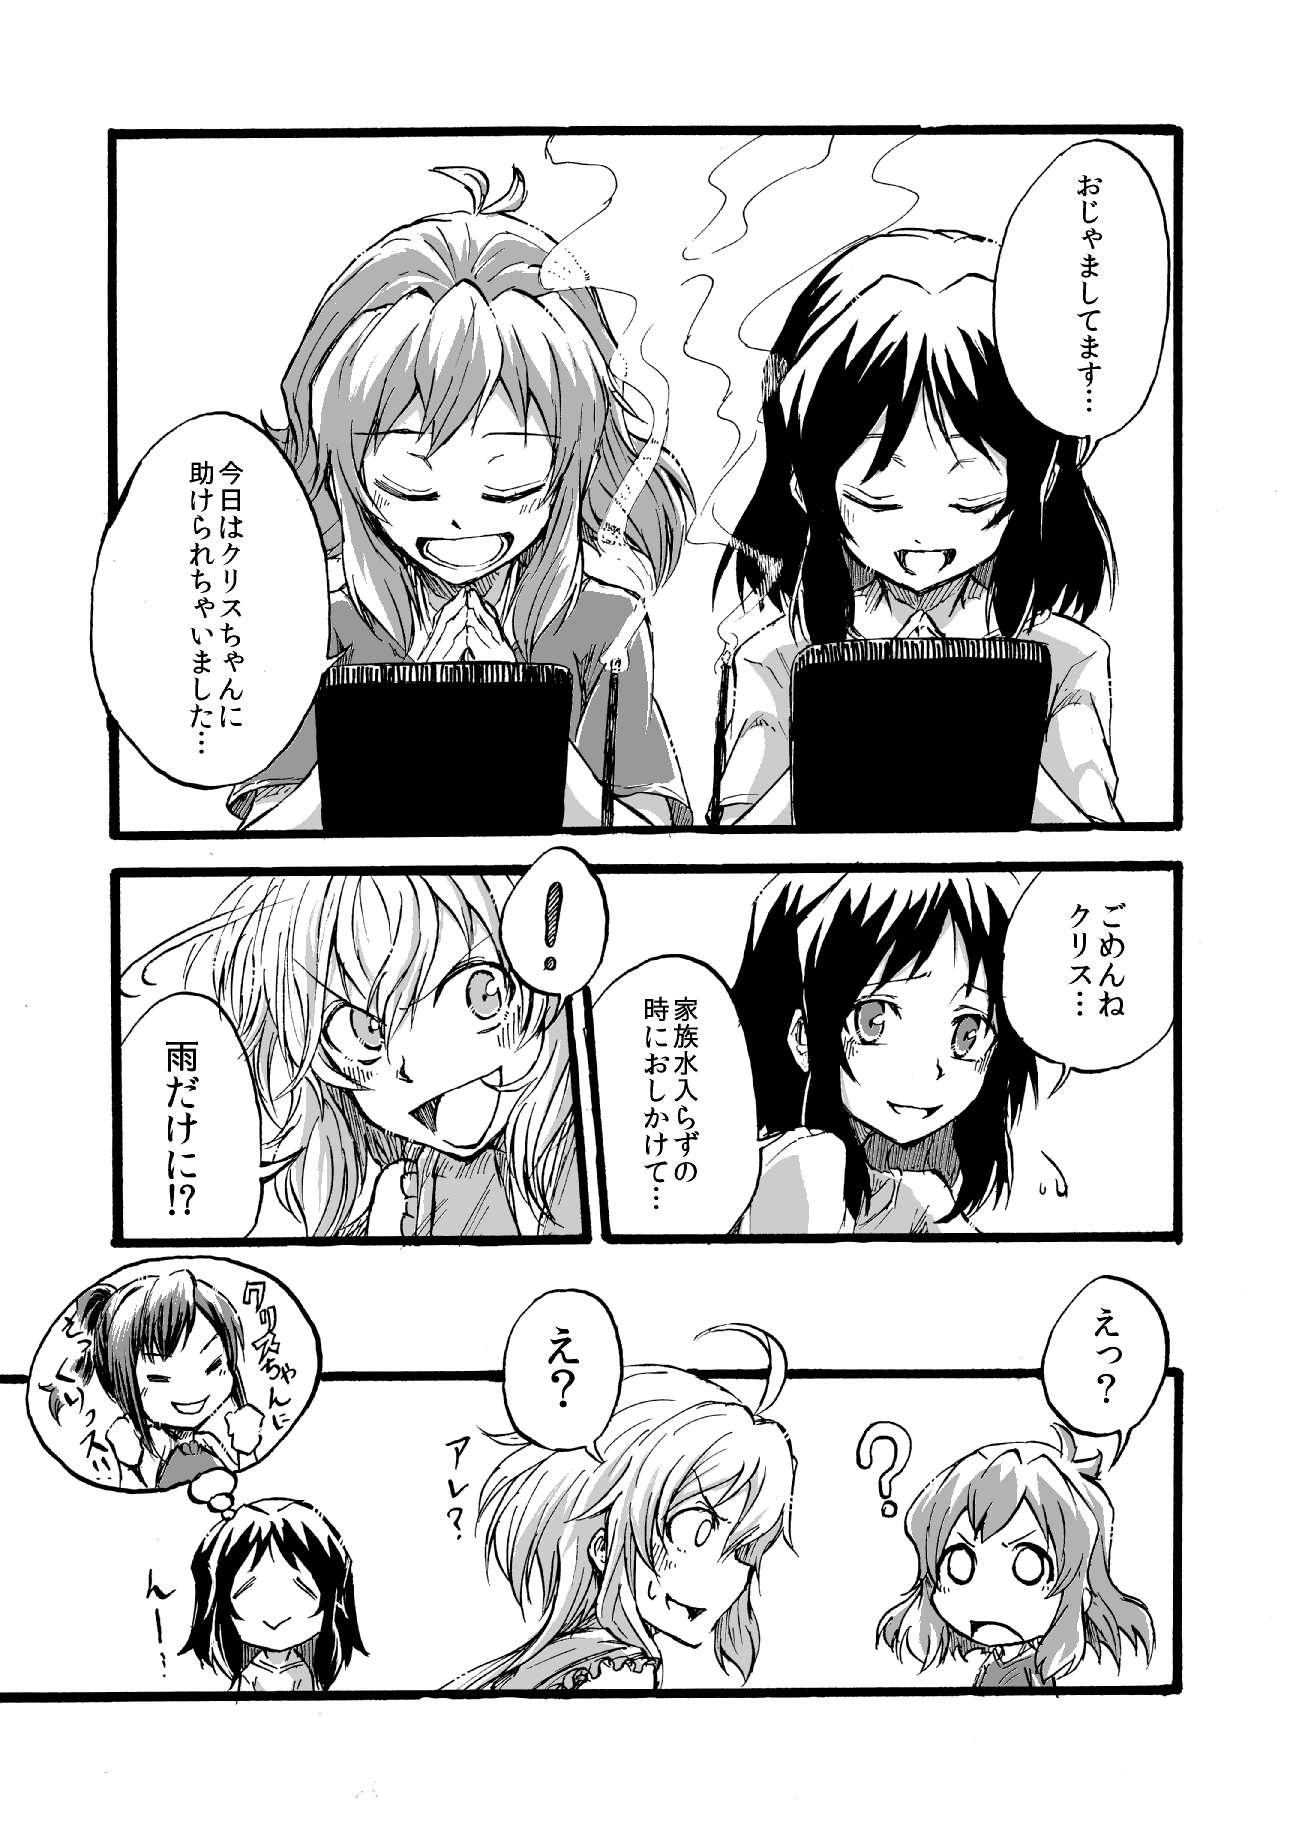 おじゃましてます…
今日はクリスちゃんに
助けられちゃいました…
ごめんね
クリス…
家族水入らずの
時におしかけて…
！
雨だけに!?
えっ？
？
え？
アレ？
クリスちゃんに
そっくりっス!!
んー…